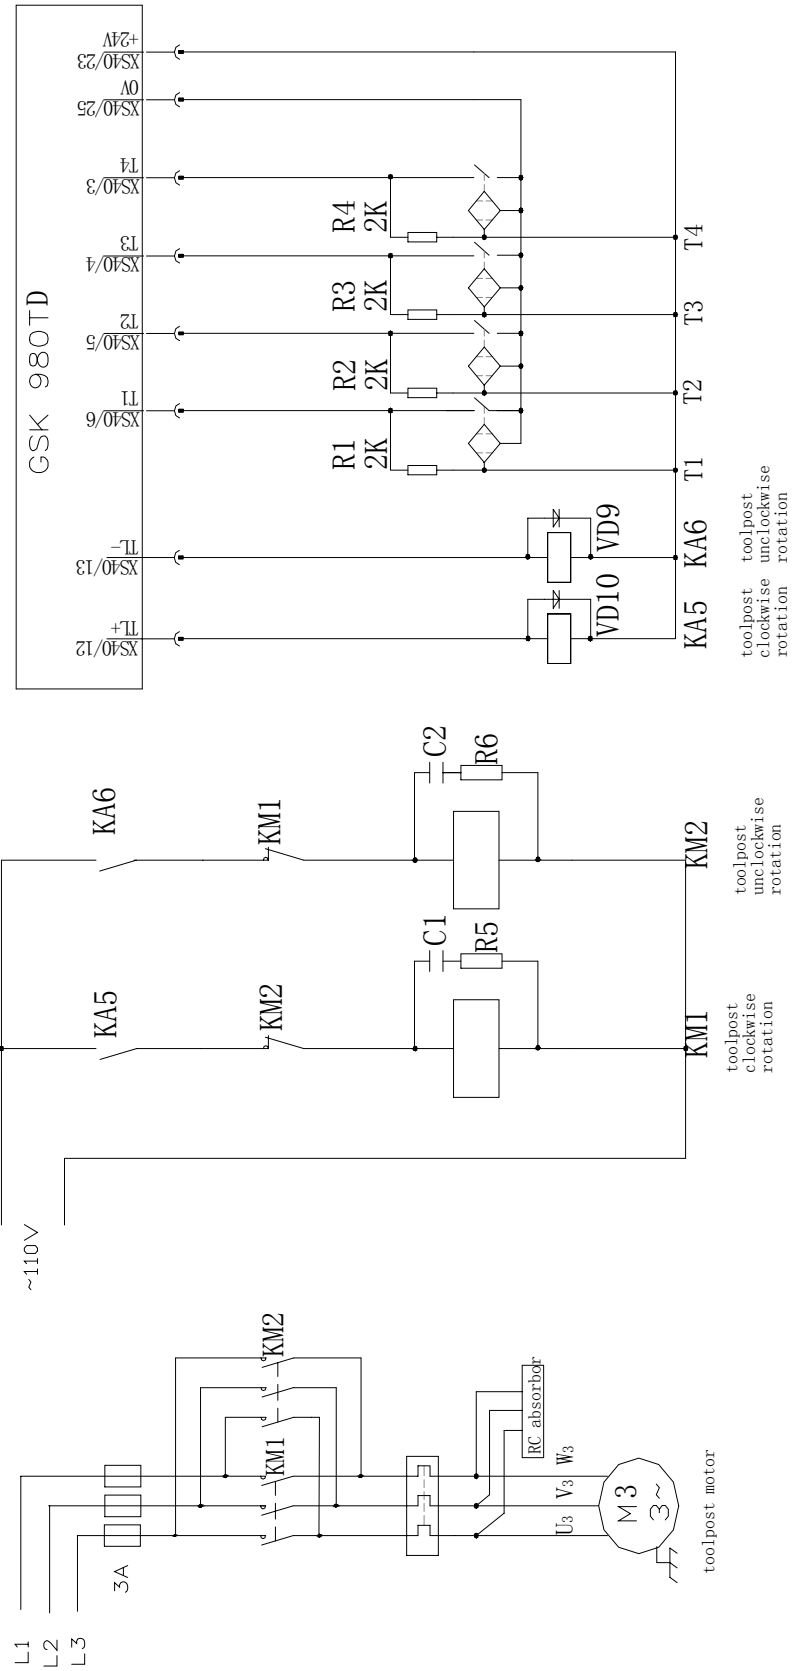 GSK 980TD
XS40/12
TL+
XS40/13
TL-
XS40/6
T1
XS40/5
T2
XS40/4
T3
XS40/3
T4
XS40/25
0V
XS40/23
+24V
R1
2K
R2
2K
R3
2K
R4
2K
VD10
VD9
KA5
KA6
T1
T2
T3
T4
toolpost
clockwise
rotation
toolpost
unclockwise
rotation
~110V
KA5
KA6
KM2
KM1
C1
R5
C2
R6
KM1
KM2
toolpost
clockwise
rotation
toolpost
unclockwise
rotation
L1
L2
L3
3A
KM1
KM2
RC absorbor
U3
V3
W3
M3
3~
toolpost motor